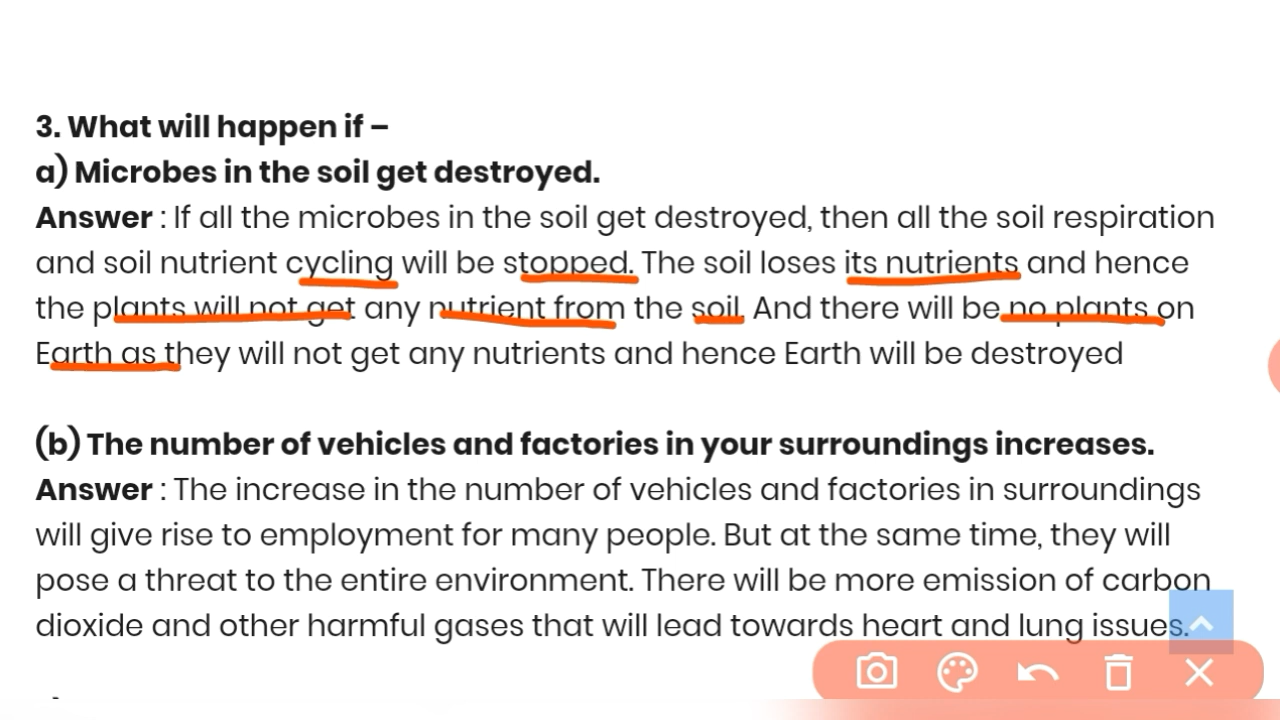 3. What will happen if –
a) Microbes in the soil get destroyed.
Answer : If all the microbes in the soil get destroyed, then all the soil respiration
and soil nutrient cycling will be stopped. The soil loses its nutrients and hence
the plants will not get any nutrient from the soil. And there will be no plants on
Earth as they will not get any nutrients and hence Earth will be destroyed
(b) The number of vehicles and factories in your surroundings increases.
Answer : The increase in the number of vehicles and factories in surroundings
will give rise to employment for many people. But at the same time, they will
pose a threat to the entire environment. There will be more emission of carbon
dioxide and other harmful gases that will lead towards heart and lung issues.